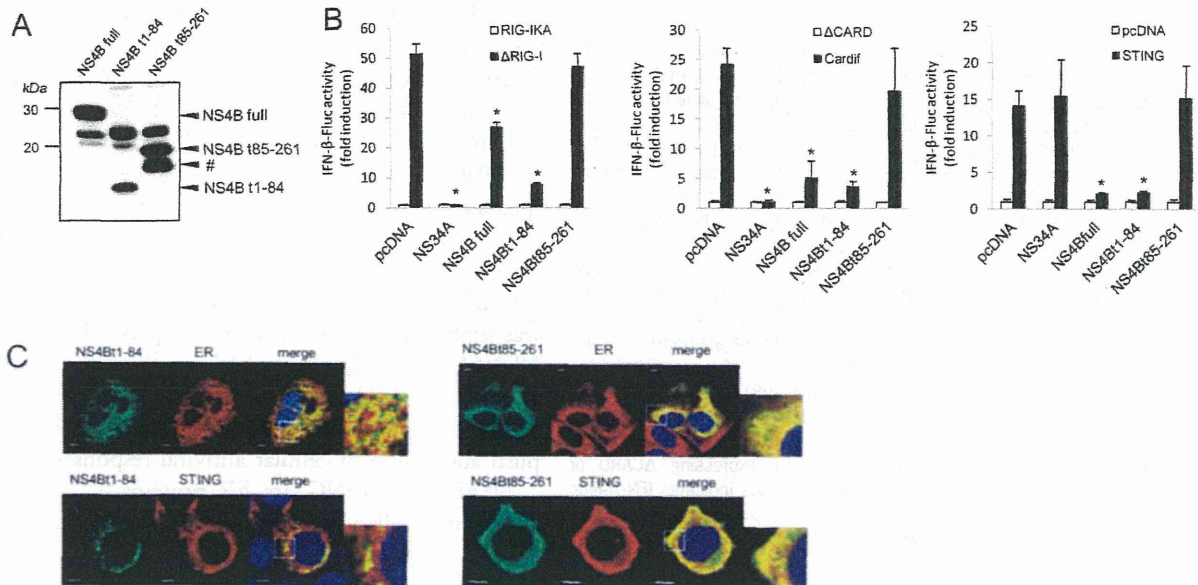 A
NS4B full
NS4B t1-84
NS4B t85-261
kDa
30
20
NS4B full
NS4B t85-261
#
NS4B t1-84
B
IFN-β-Fluc activity
(fold induction)
60
50
40
30
20
10
0
RIG-IKA
ΔRIG-I
*
*
*
pcDNA
NS34A
NS4B full
NS4Bt1-84
NS4Bt85-261
IFN-β-Fluc activity
(fold induction)
30
25
20
15
10
5
0
ΔCARD
Cardif
*
*
*
pcDNA
NS34A
NS4B full
NS4Bt1-84
NS4Bt85-261
IFN-β-Fluc activity
(fold induction)
30
25
20
15
10
5
0
pcDNA
STING
*
*
pcDNA
NS34A
NS4Bfull
NS4Bt1-84
NS4Bt85-261
C
NS4Bt1-84 ER merge
NS4Bt85-261 ER merge
NS4Bt1-84 STING merge
NS4Bt85-261 STING merge